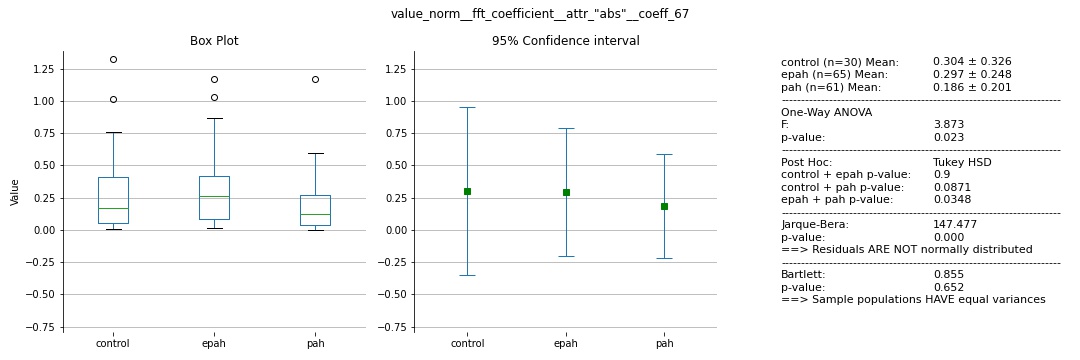 value_norm__fft_coefficient__attr_"abs"__coeff_67
Box Plot
Value
1.25
1.00
0.75
0.50
0.25
0.00
−0.25
−0.50
−0.75
control epah pah
95% Confidence interval
1.25
1.00
0.75
0.50
0.25
0.00
−0.25
−0.50
−0.75
control epah pah
control (n=30) Mean: 0.304 ± 0.326
epah (n=65) Mean: 0.297 ± 0.248
pah (n=61) Mean: 0.186 ± 0.201
One-Way ANOVA
F: 3.873
p-value: 0.023
Post Hoc: Tukey HSD
control + epah p-value: 0.9
control + pah p-value: 0.0871
epah + pah p-value: 0.0348
Jarque-Bera: 147.477
p-value: 0.000
==> Residuals ARE NOT normally distributed
Bartlett: 0.855
p-value: 0.652
==> Sample populations HAVE equal variances